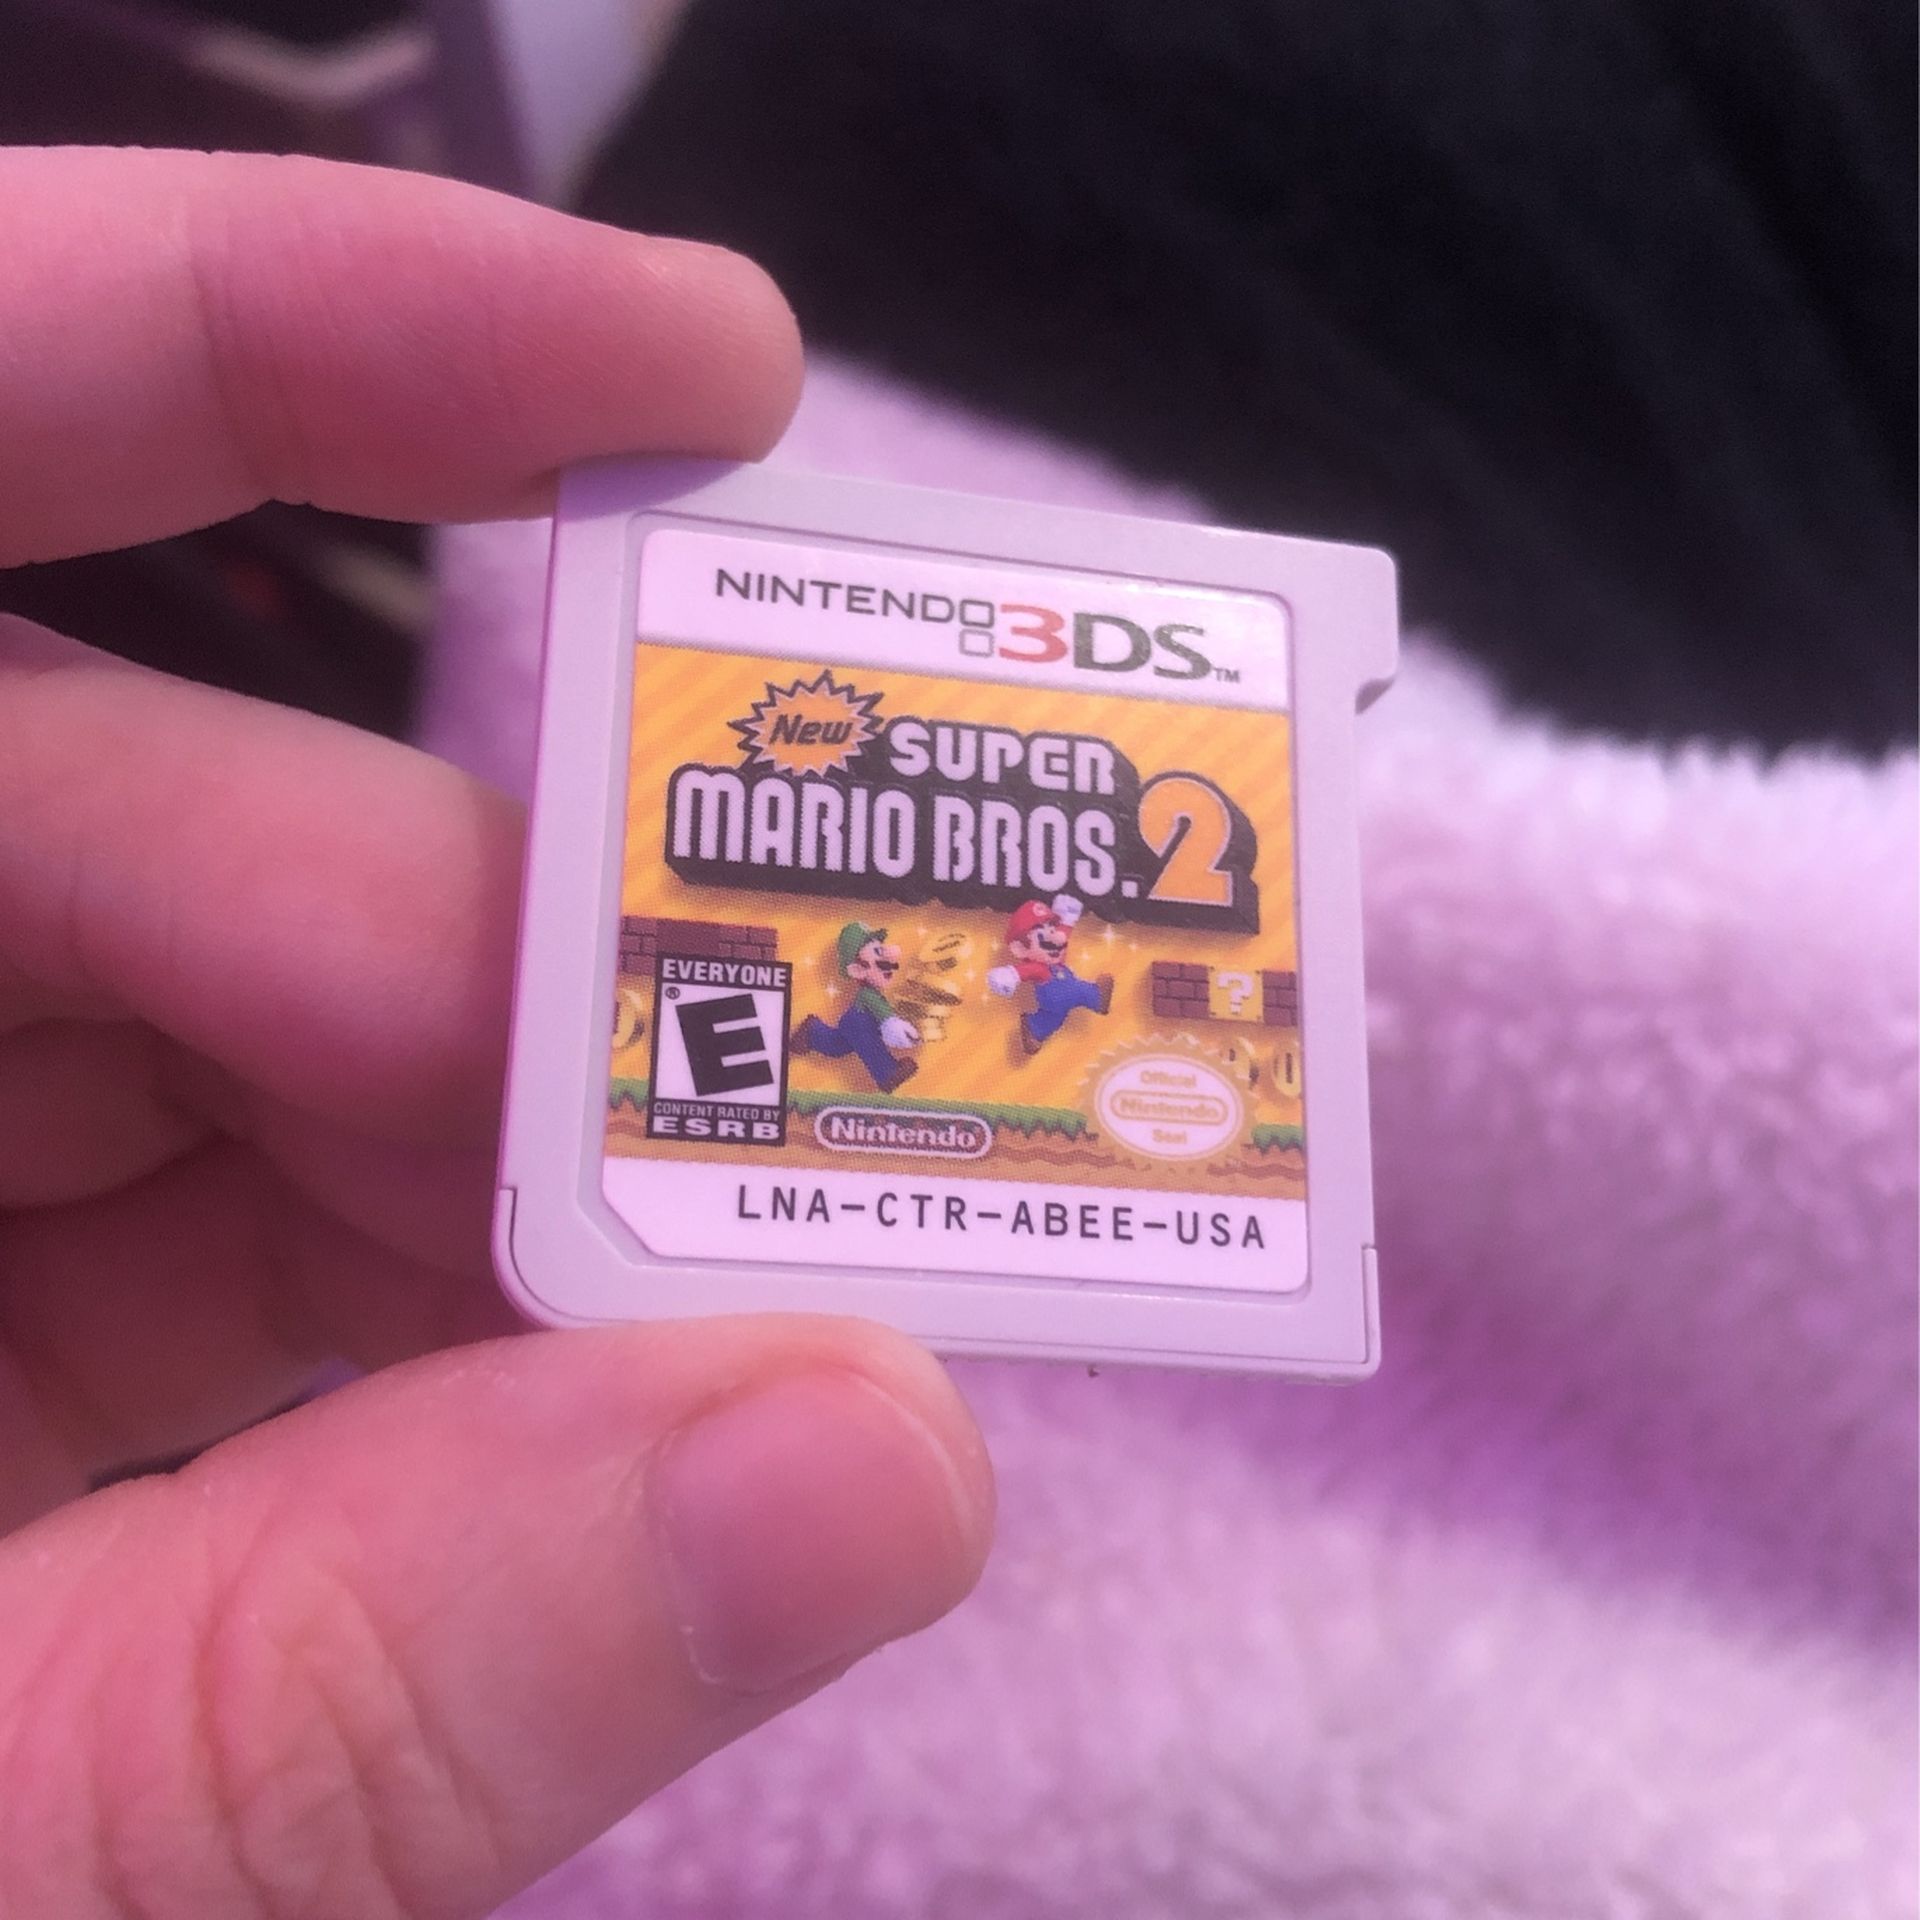 NINTENDO 3DS™
New SUPER
MARIO BROS. 2
?
EVERYONE
E®
CONTENT RATED BY
ESRB
Nintendo
Official
Nintendo
Seal
LNA-CTR-ABEE-USA